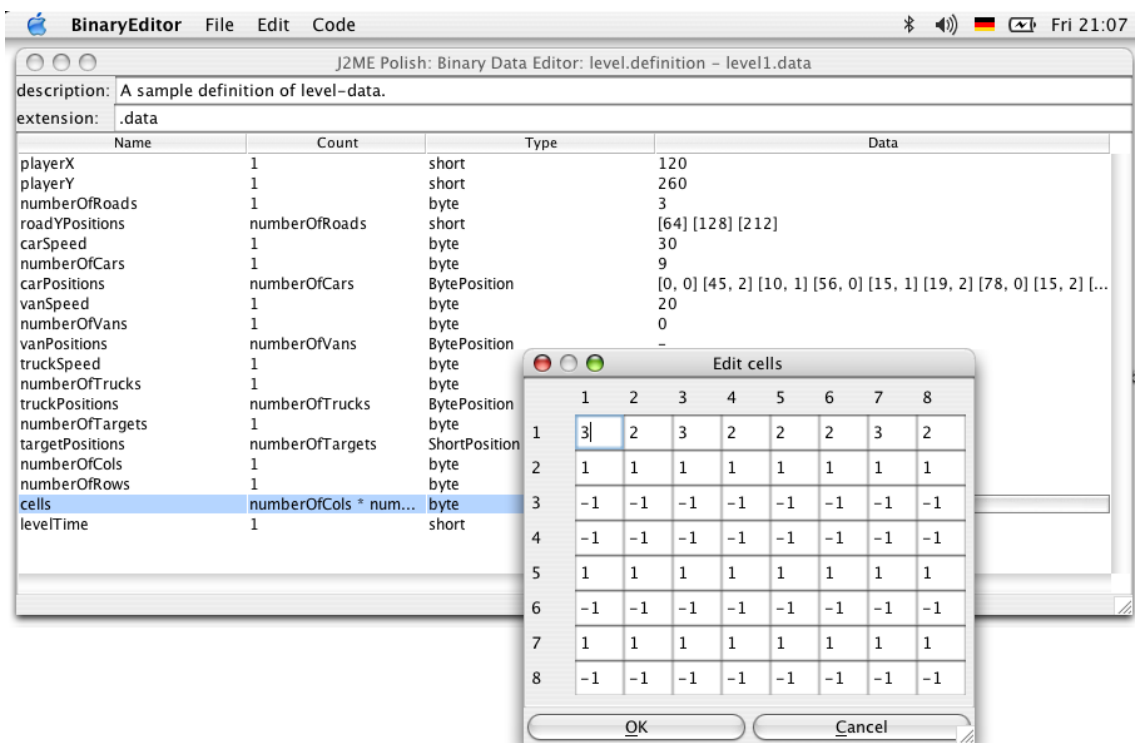 BinaryEditor File Edit Code Fri 21:07
J2ME Polish: Binary Data Editor: level.definition – level1.data
description: A sample definition of level-data.
extension: .data
Name Count Type Data
playerX 1 short 120
playerY 1 short 260
numberOfRoads 1 byte 3
roadYPositions numberOfRoads short [64] [128] [212]
carSpeed 1 byte 30
numberOfCars 1 byte 9
carPositions numberOfCars BytePosition [0, 0] [45, 2] [10, 1] [56, 0] [15, 1] [19, 2] [78, 0] [15, 2] [...
vanSpeed 1 byte 20
numberOfVans 1 byte 0
vanPositions numberOfVans BytePosition –
truckSpeed 1 byte
numberOfTrucks 1 byte
truckPositions numberOfTrucks BytePosition
numberOfTargets 1 byte
targetPositions numberOfTargets ShortPosition
numberOfCols 1 byte
numberOfRows 1 byte
cells numberOfCols * num... byte
levelTime 1 short
Edit cells
1 2 3 4 5 6 7 8
1 3 2 3 2 2 2 3 2
2 1 1 1 1 1 1 1 1
3 -1 -1 -1 -1 -1 -1 -1 -1
4 -1 -1 -1 -1 -1 -1 -1 -1
5 1 1 1 1 1 1 1 1
6 -1 -1 -1 -1 -1 -1 -1 -1
7 1 1 1 1 1 1 1 1
8 -1 -1 -1 -1 -1 -1 -1 -1
OK Cancel